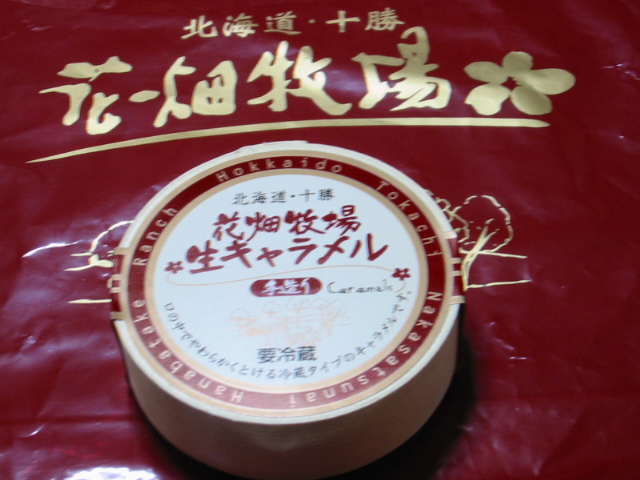 北海道・十勝
花畑牧場
Hanabatake Ranch Hokkaido Tokachi Nakasatsunai
北海道・十勝
花畑牧場
生キャラメル
手造り Caramels
要冷蔵
口の中でやわらかくとける冷蔵タイプのキャラメルです。